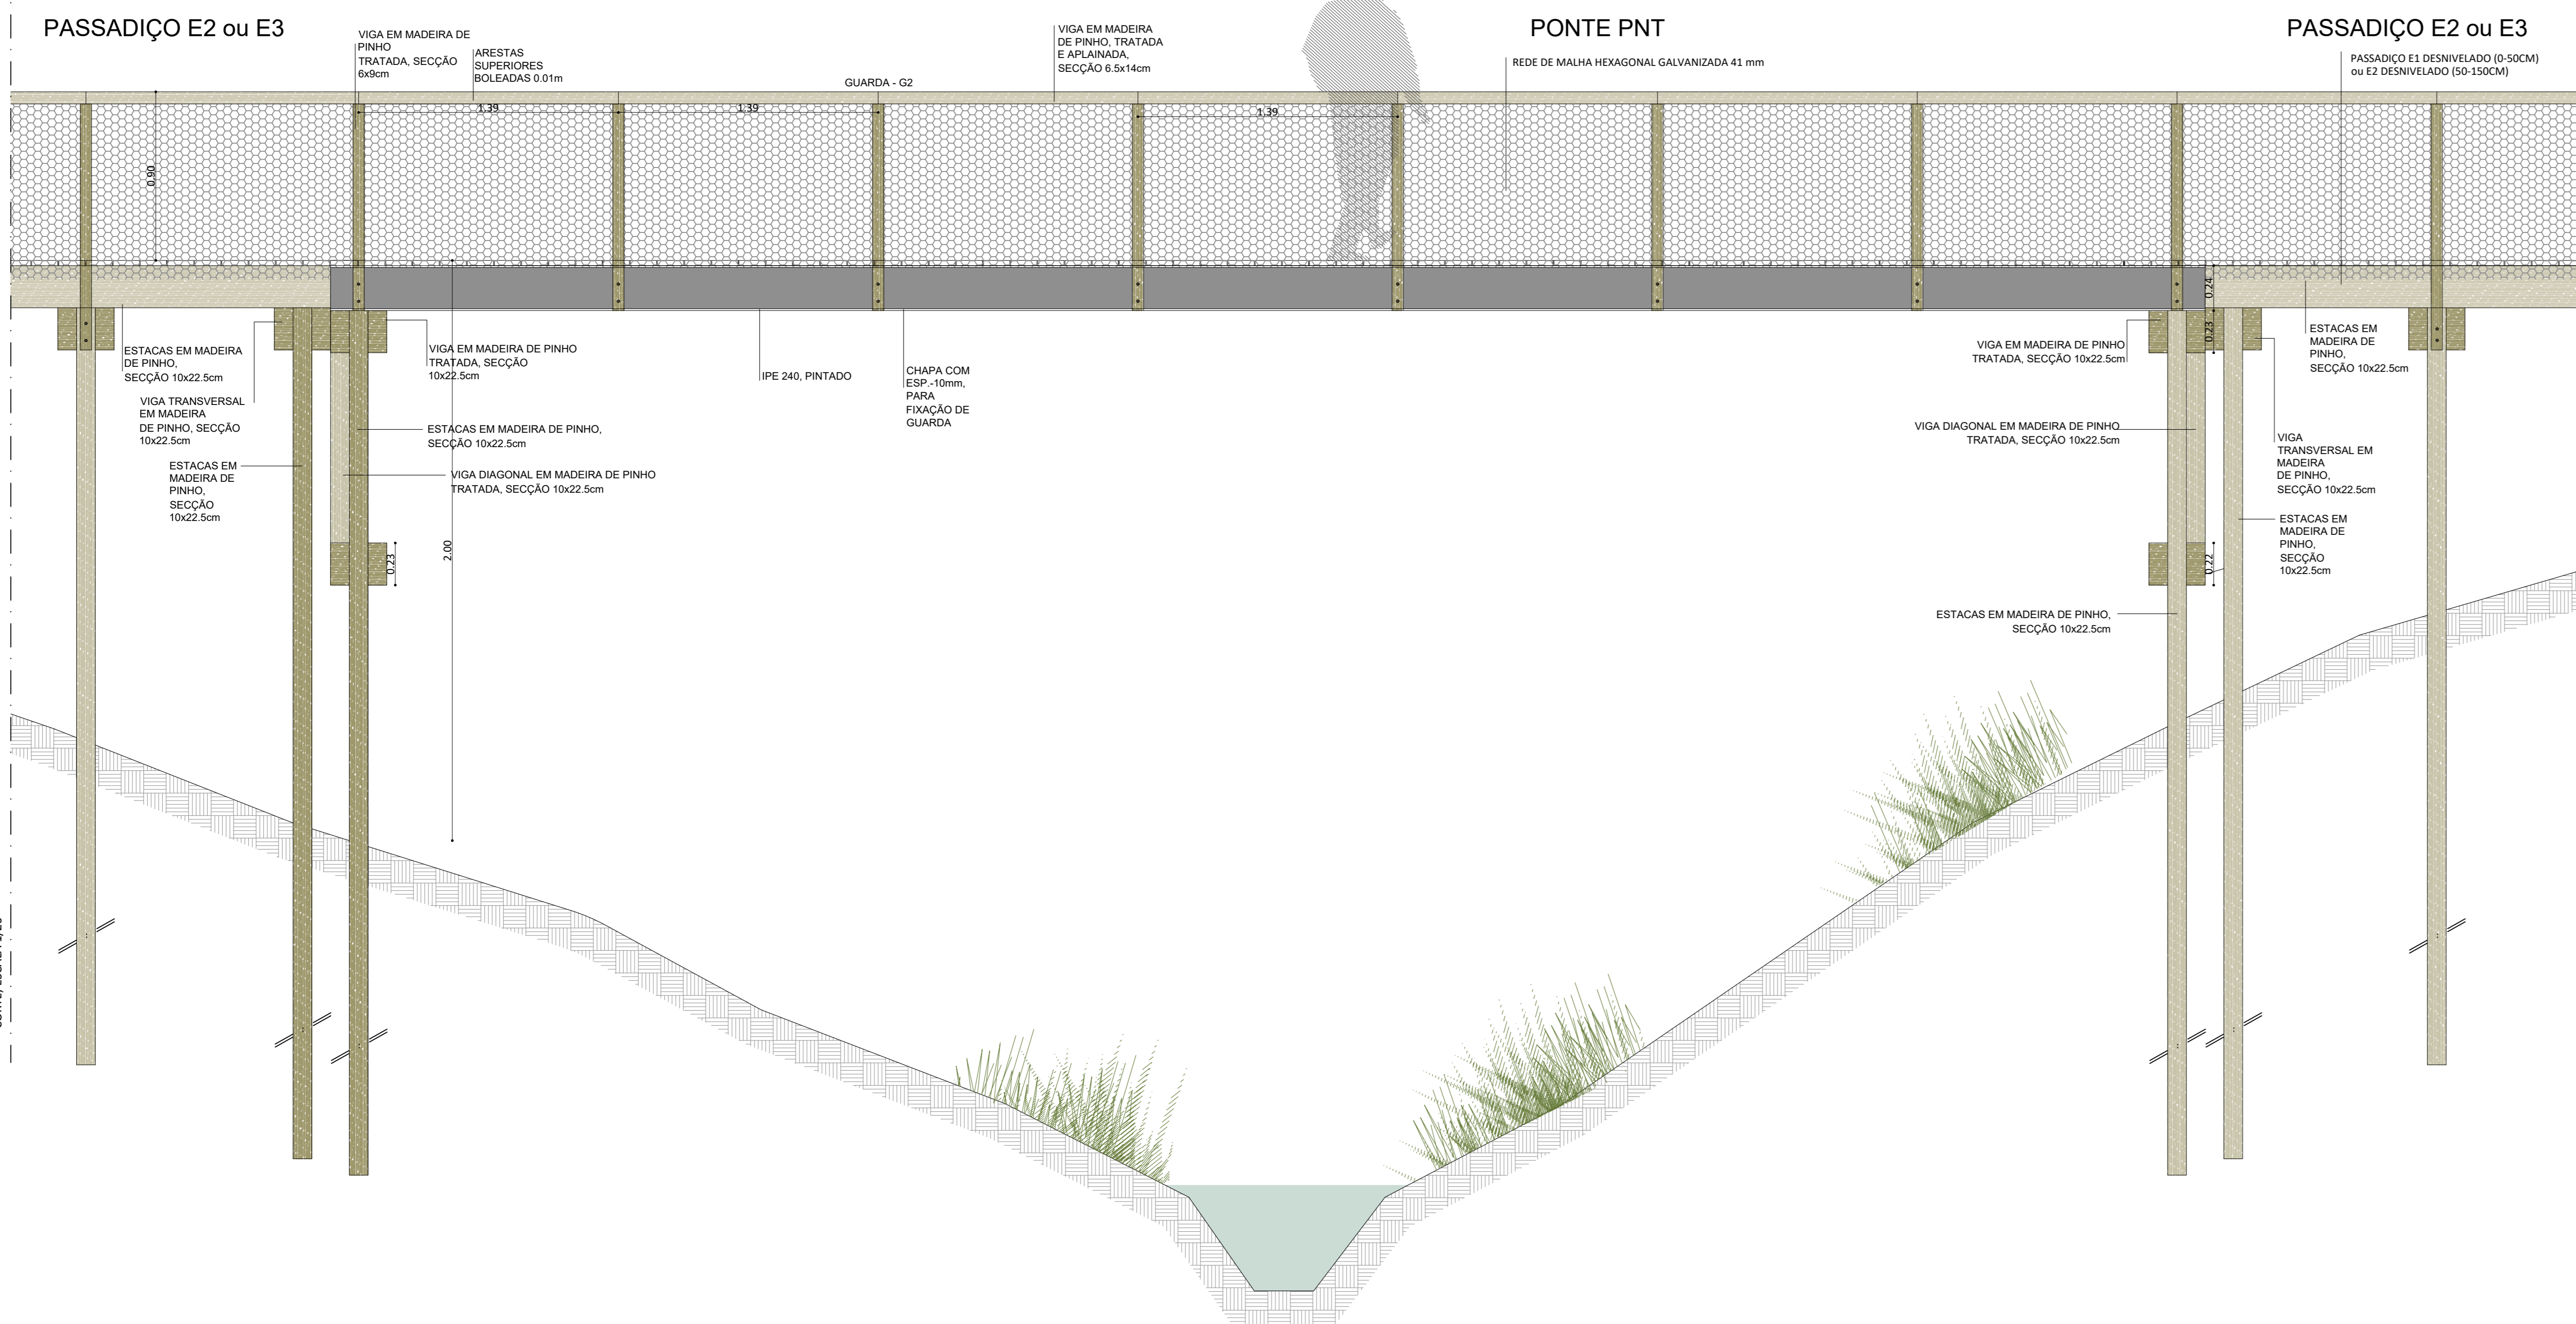 PASSADIÇO E2 ou E3
PONTE PNT
PASSADIÇO E2 ou E3
VIGA EM MADEIRA DE
PINHO
TRATADA, SECÇÃO
6x9cm
ARESTAS
SUPERIORES
BOLEADAS 0.01m
GUARDA - G2
VIGA EM MADEIRA
DE PINHO, TRATADA
E APLAINADA,
SECÇÃO 6.5x14cm
REDE DE MALHA HEXAGONAL GALVANIZADA 41 mm
PASSADIÇO E1 DESNIVELADO (0-50CM)
ou E2 DESNIVELADO (50-150CM)
1.39
1.39
1.39
0.90
0.24
0.23
ESTACAS EM MADEIRA
DE PINHO,
SECÇÃO 10x22.5cm
VIGA TRANSVERSAL
EM MADEIRA
DE PINHO, SECÇÃO
10x22.5cm
ESTACAS EM
MADEIRA DE
PINHO,
SECÇÃO
10x22.5cm
VIGA EM MADEIRA DE PINHO
TRATADA, SECÇÃO
10x22.5cm
ESTACAS EM MADEIRA DE PINHO,
SECÇÃO 10x22.5cm
VIGA DIAGONAL EM MADEIRA DE PINHO
TRATADA, SECÇÃO 10x22.5cm
0.23
2.00
IPE 240, PINTADO
CHAPA COM
ESP.-10mm,
PARA
FIXAÇÃO DE
GUARDA
VIGA EM MADEIRA DE PINHO
TRATADA, SECÇÃO 10x22.5cm
VIGA DIAGONAL EM MADEIRA DE PINHO
TRATADA, SECÇÃO 10x22.5cm
0.22
ESTACAS EM MADEIRA DE PINHO,
SECÇÃO 10x22.5cm
ESTACAS EM
MADEIRA DE
PINHO,
SECÇÃO 10x22.5cm
VIGA
TRANSVERSAL EM
MADEIRA
DE PINHO,
SECÇÃO 10x22.5cm
ESTACAS EM
MADEIRA DE
PINHO,
SECÇÃO
10x22.5cm